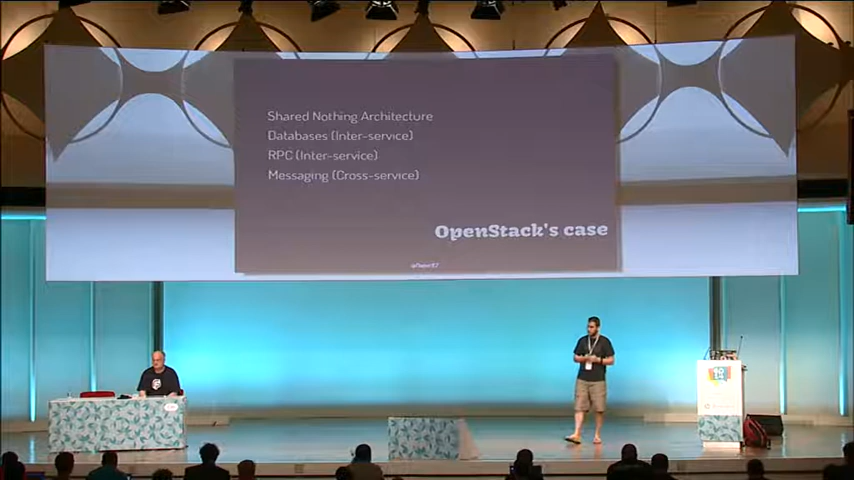 Shared Nothing Architecture
Databases (Inter-service)
RPC (Inter-service)
Messaging (Cross-service)
OpenStack's case